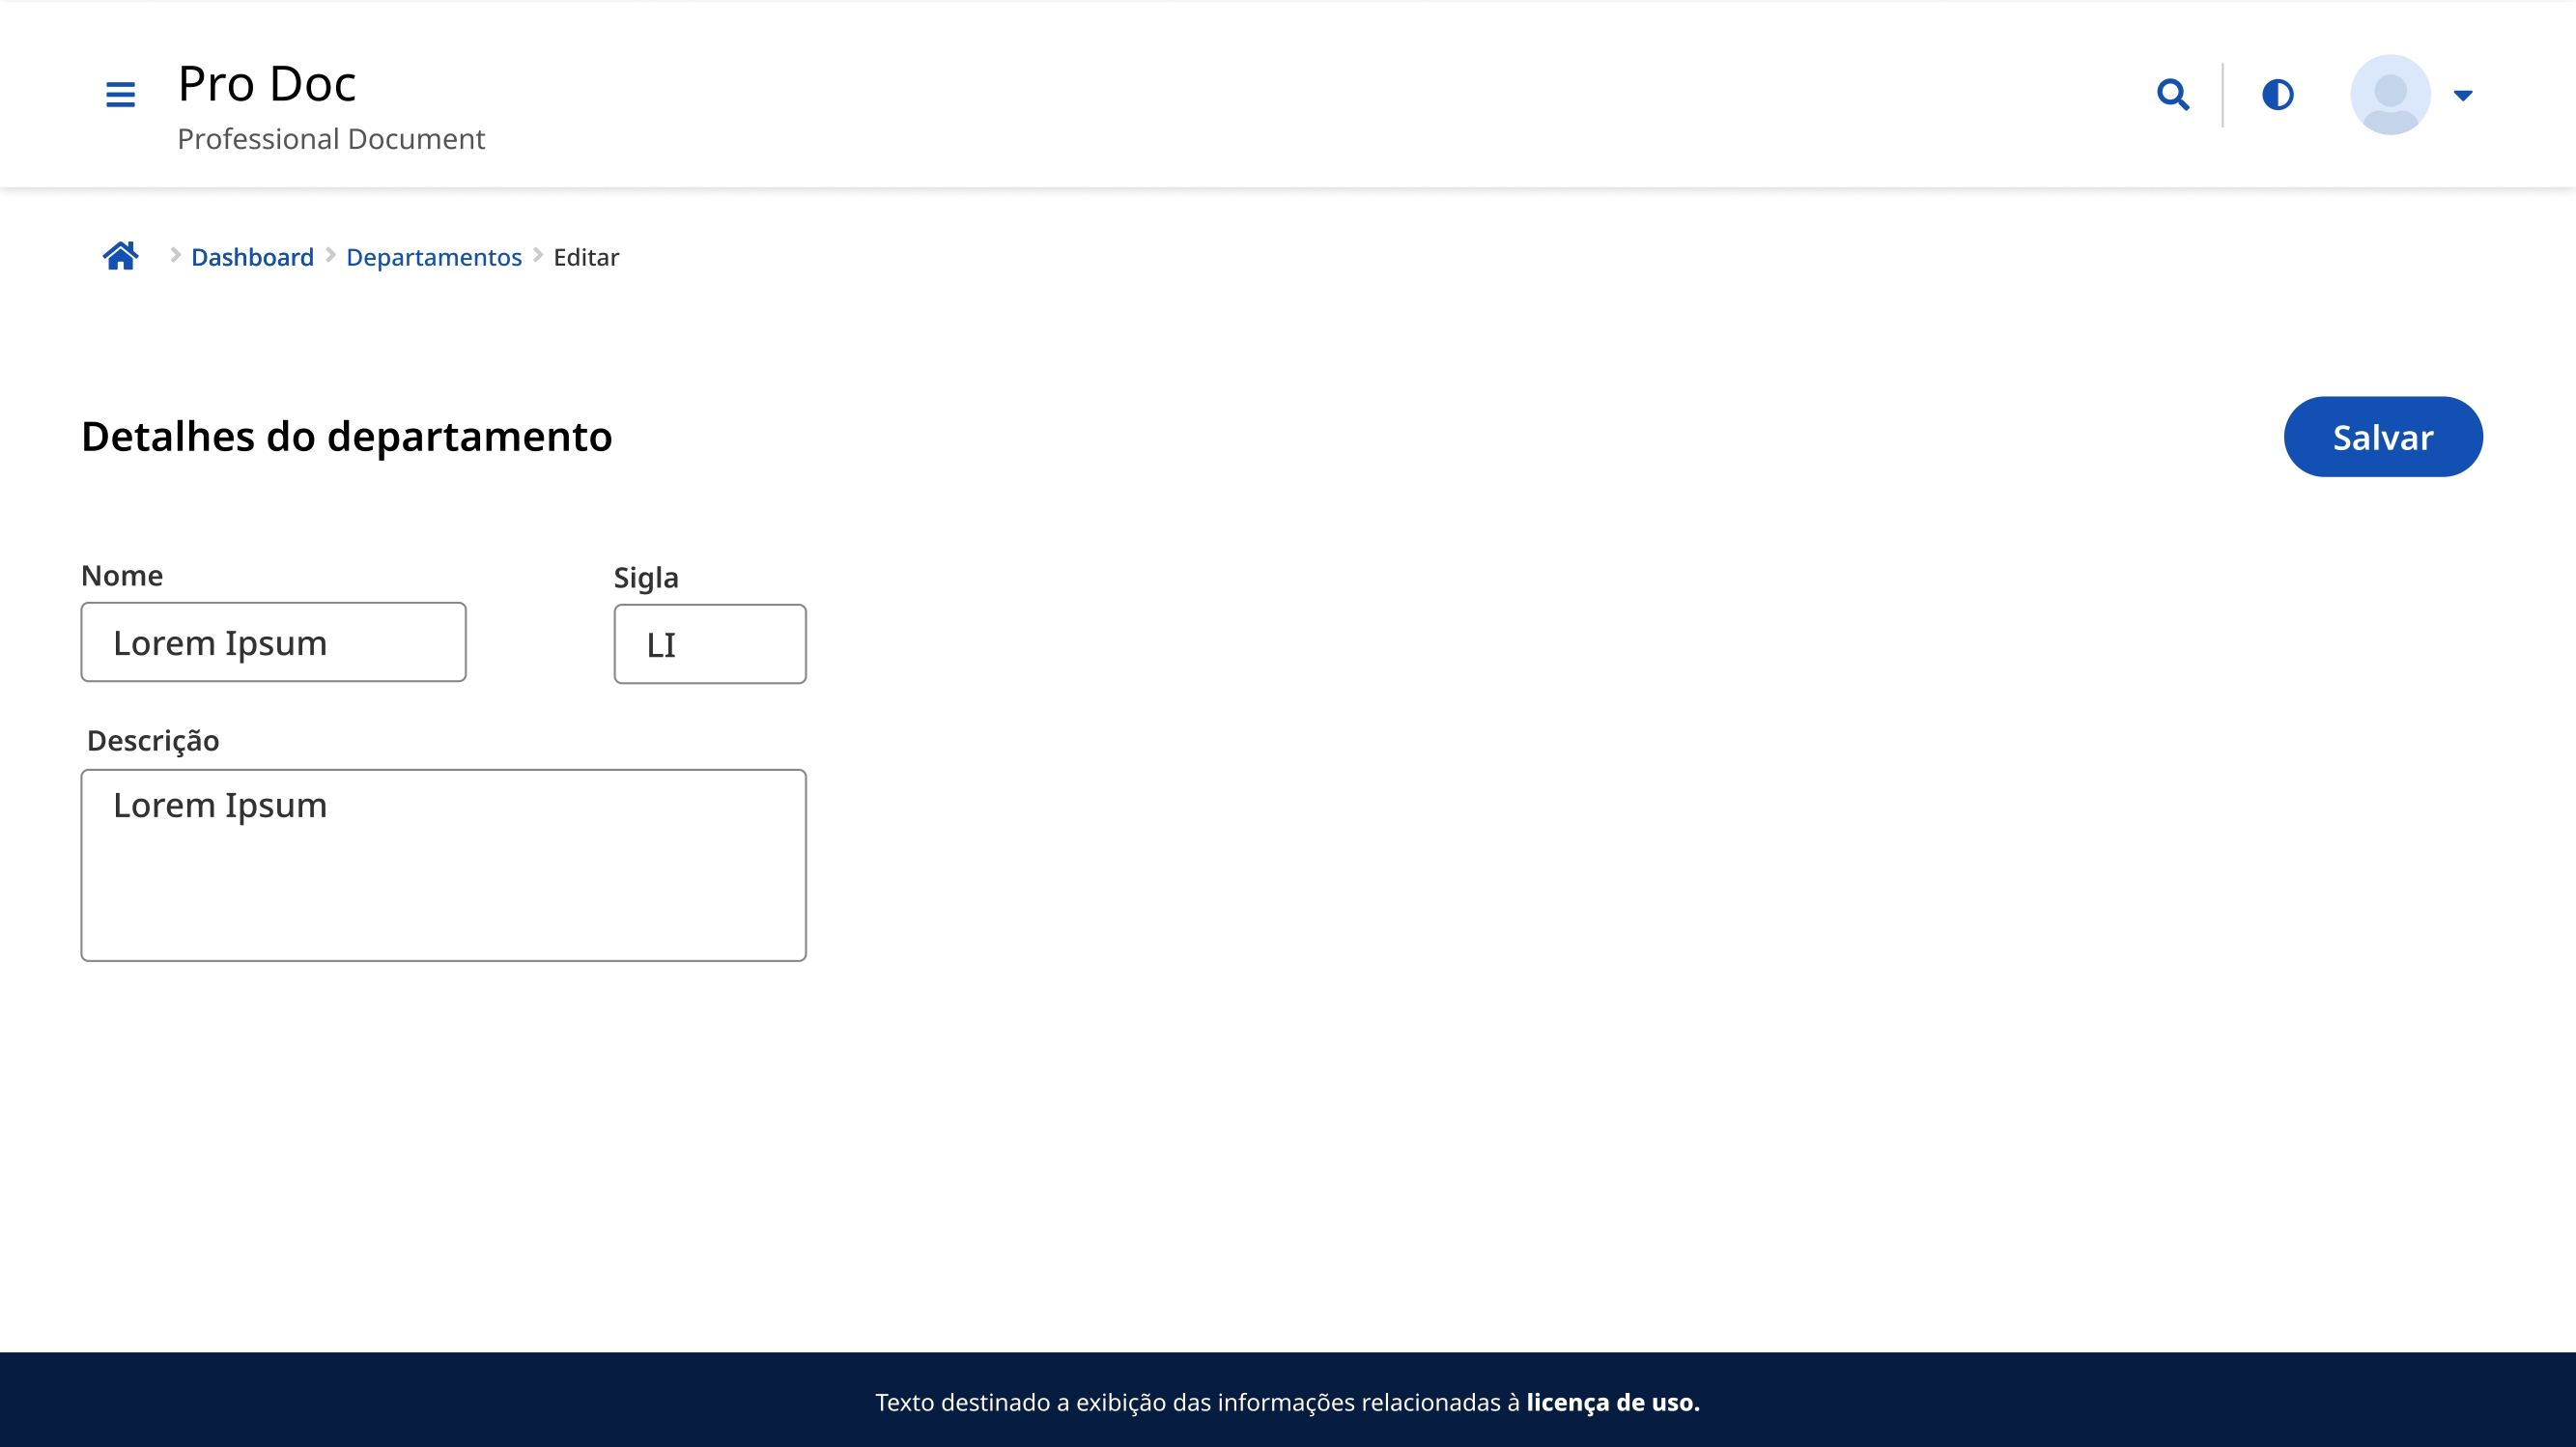 Pro Doc
Professional Document
Dashboard Departamentos Editar
Detalhes do departamento
Salvar
Nome
Sigla
Lorem Ipsum
LI
Descrição
Lorem Ipsum
Texto destinado a exibição das informações relacionadas à licença de uso.